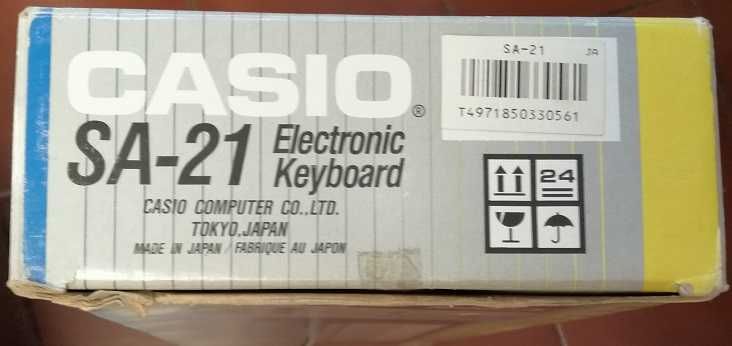 CASIO®
SA-21 Electronic Keyboard
CASIO COMPUTER CO.,LTD.
TOKYO,JAPAN
MADE IN JAPAN / FABRIQUE AU JAPON
SA-21 JA
T4971850330561
24